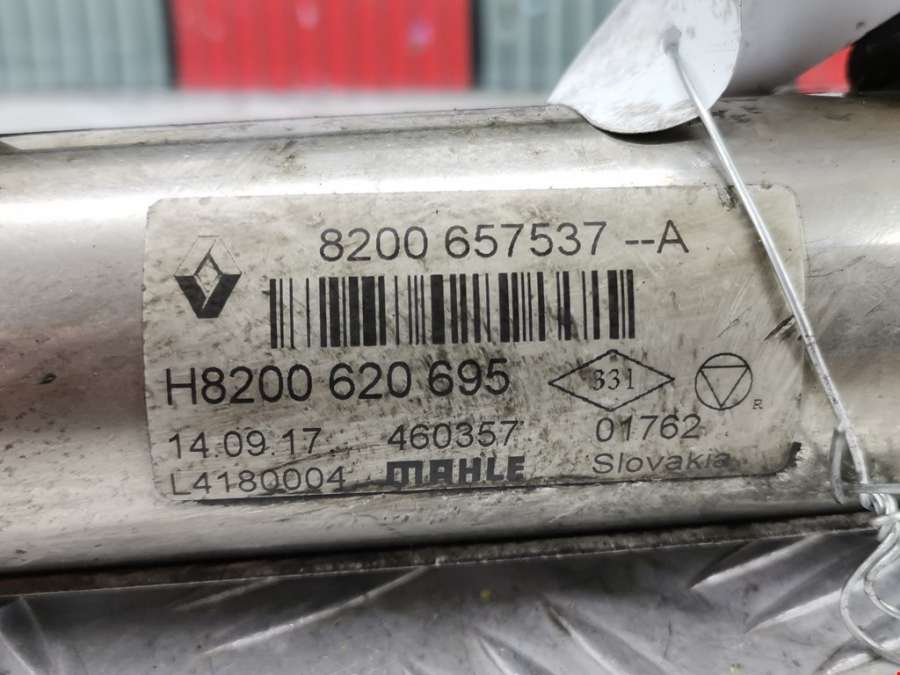 8200 657537 --A
H8200 620 695 331
R
14.09.17 460357 01762
L4180004 MAHLE Slovakia